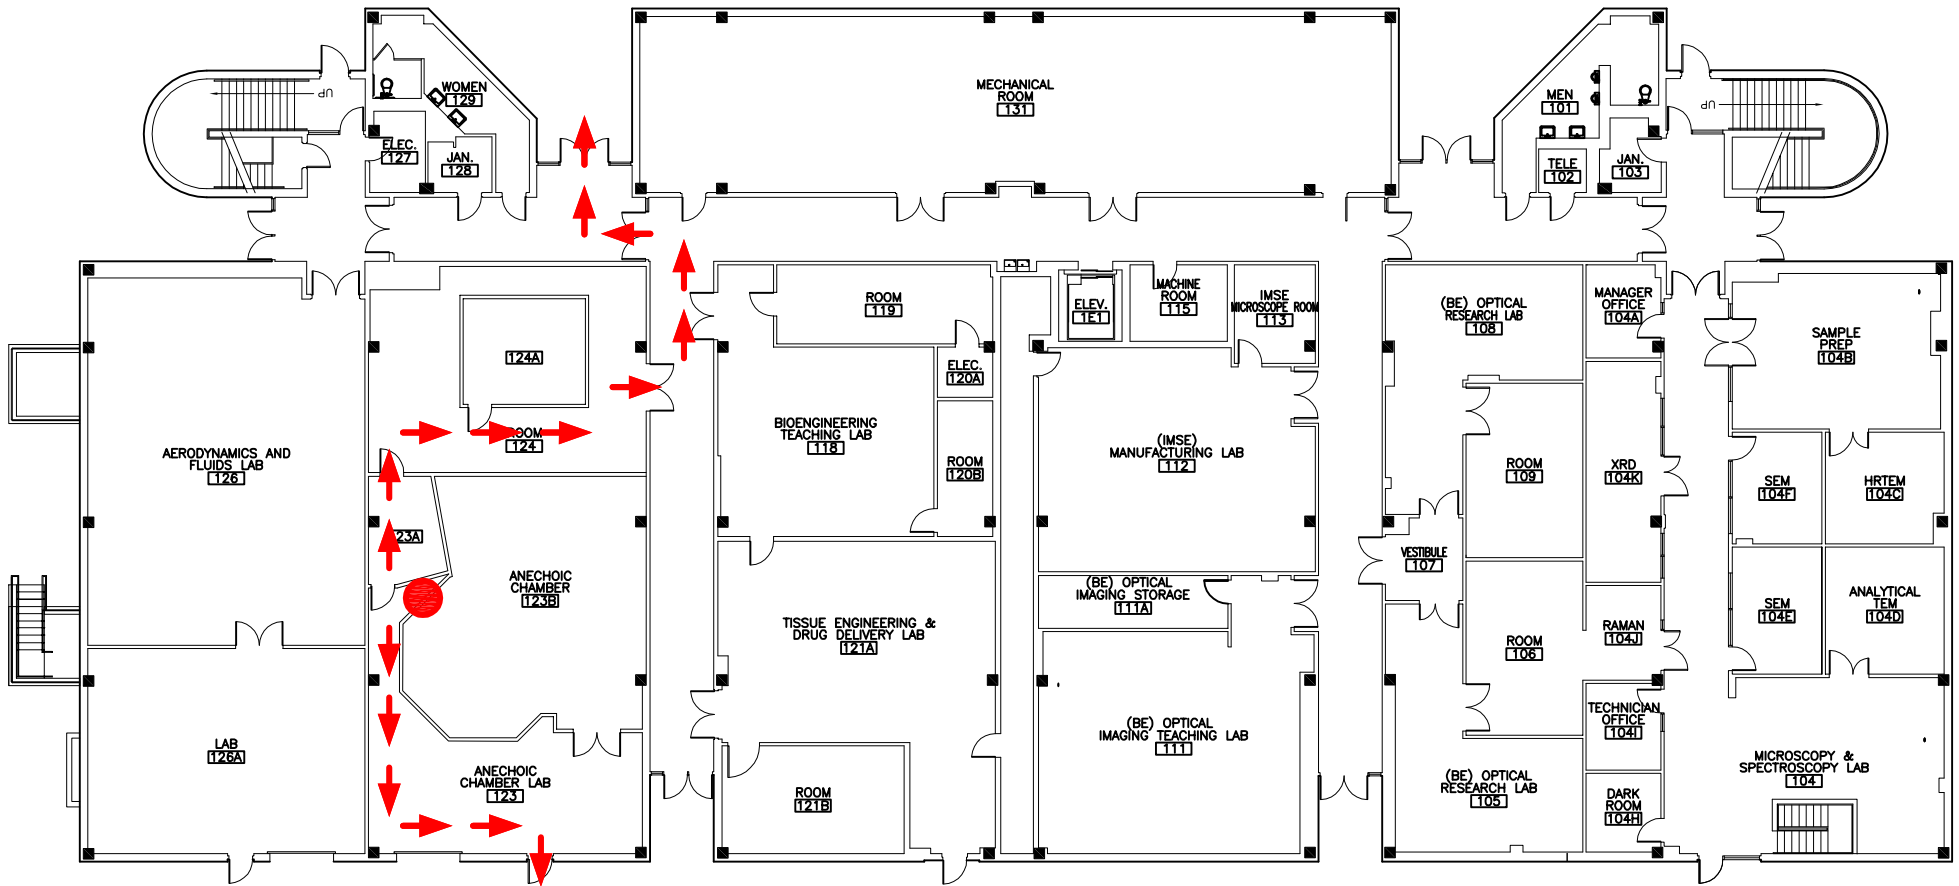 UP
WOMEN
129
ELEC.
127
JAN.
128
MECHANICAL
ROOM
131
MEN
101
TELE
102
JAN.
103
UP
AERODYNAMICS AND
FLUIDS LAB
126
LAB
126A
124A
ROOM
124
23A
ANECHOIC
CHAMBER
123B
ANECHOIC
CHAMBER LAB
123
ROOM
119
BIOENGINEERING
TEACHING LAB
118
ELEC.
120A
ROOM
120B
TISSUE ENGINEERING &
DRUG DELIVERY LAB
121A
ROOM
121B
ELEV.
1E1
MACHINE
ROOM
115
IMSE
MICROSCOPE ROOM
113
(IMSE)
MANUFACTURING LAB
112
(BE) OPTICAL
IMAGING STORAGE
111A
(BE) OPTICAL
IMAGING TEACHING LAB
111
(BE) OPTICAL
RESEARCH LAB
108
ROOM
109
VESTIBULE
107
ROOM
106
(BE) OPTICAL
RESEARCH LAB
105
MANAGER
OFFICE
104A
XRD
104K
RAMAN
104J
TECHNICIAN
OFFICE
104I
DARK
ROOM
104H
SAMPLE
PREP
104B
SEM
104F
HRTEM
104C
SEM
104E
ANALYTICAL
TEM
104D
MICROSCOPY &
SPECTROSCOPY LAB
104